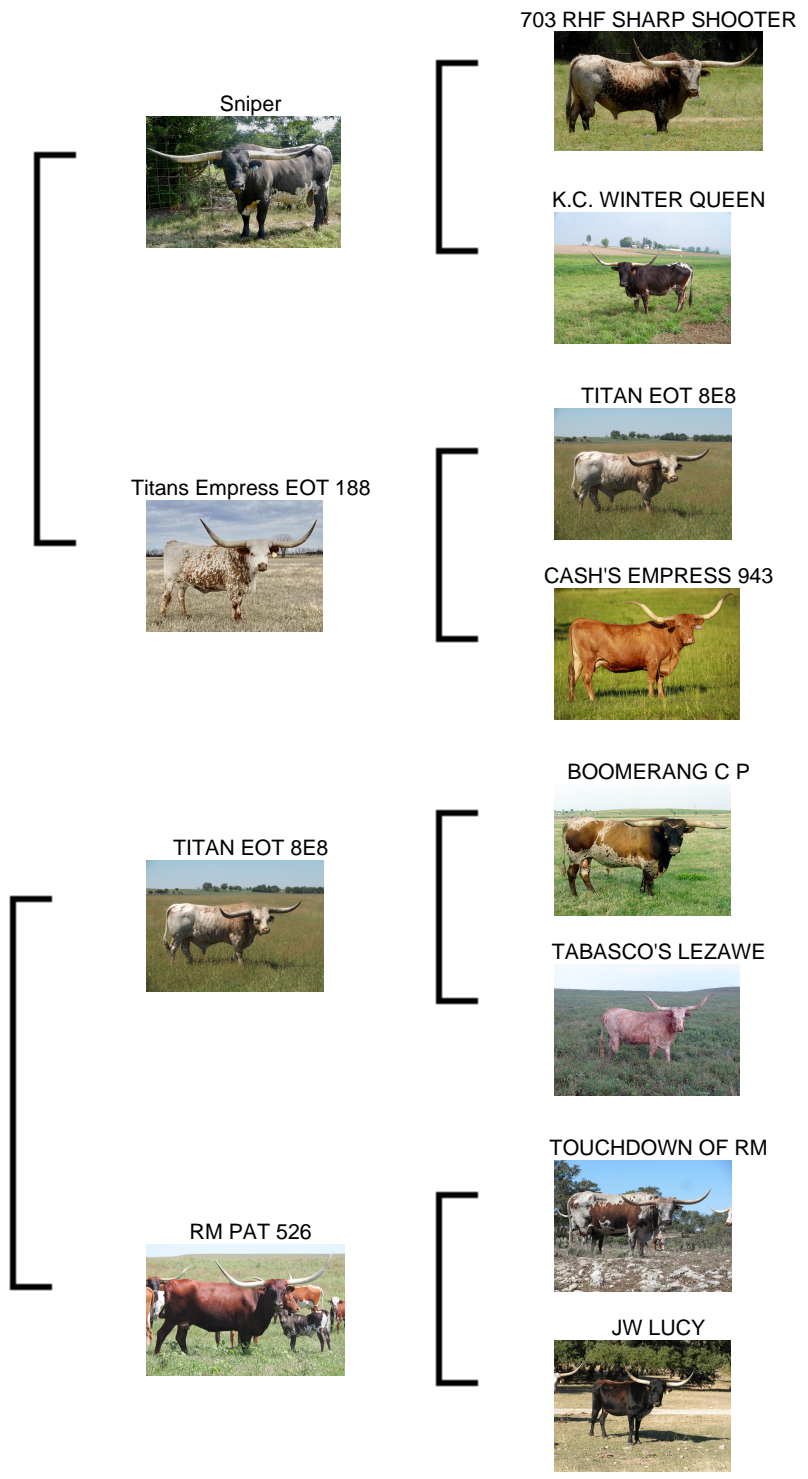 703 RHF SHARP SHOOTER
Sniper
K.C. WINTER QUEEN
TITAN EOT 8E8
Titans Empress EOT 188
CASH'S EMPRESS 943
BOOMERANG C P
TITAN EOT 8E8
TABASCO'S LEZAWE
TOUCHDOWN OF RM
RM PAT 526
JW LUCY